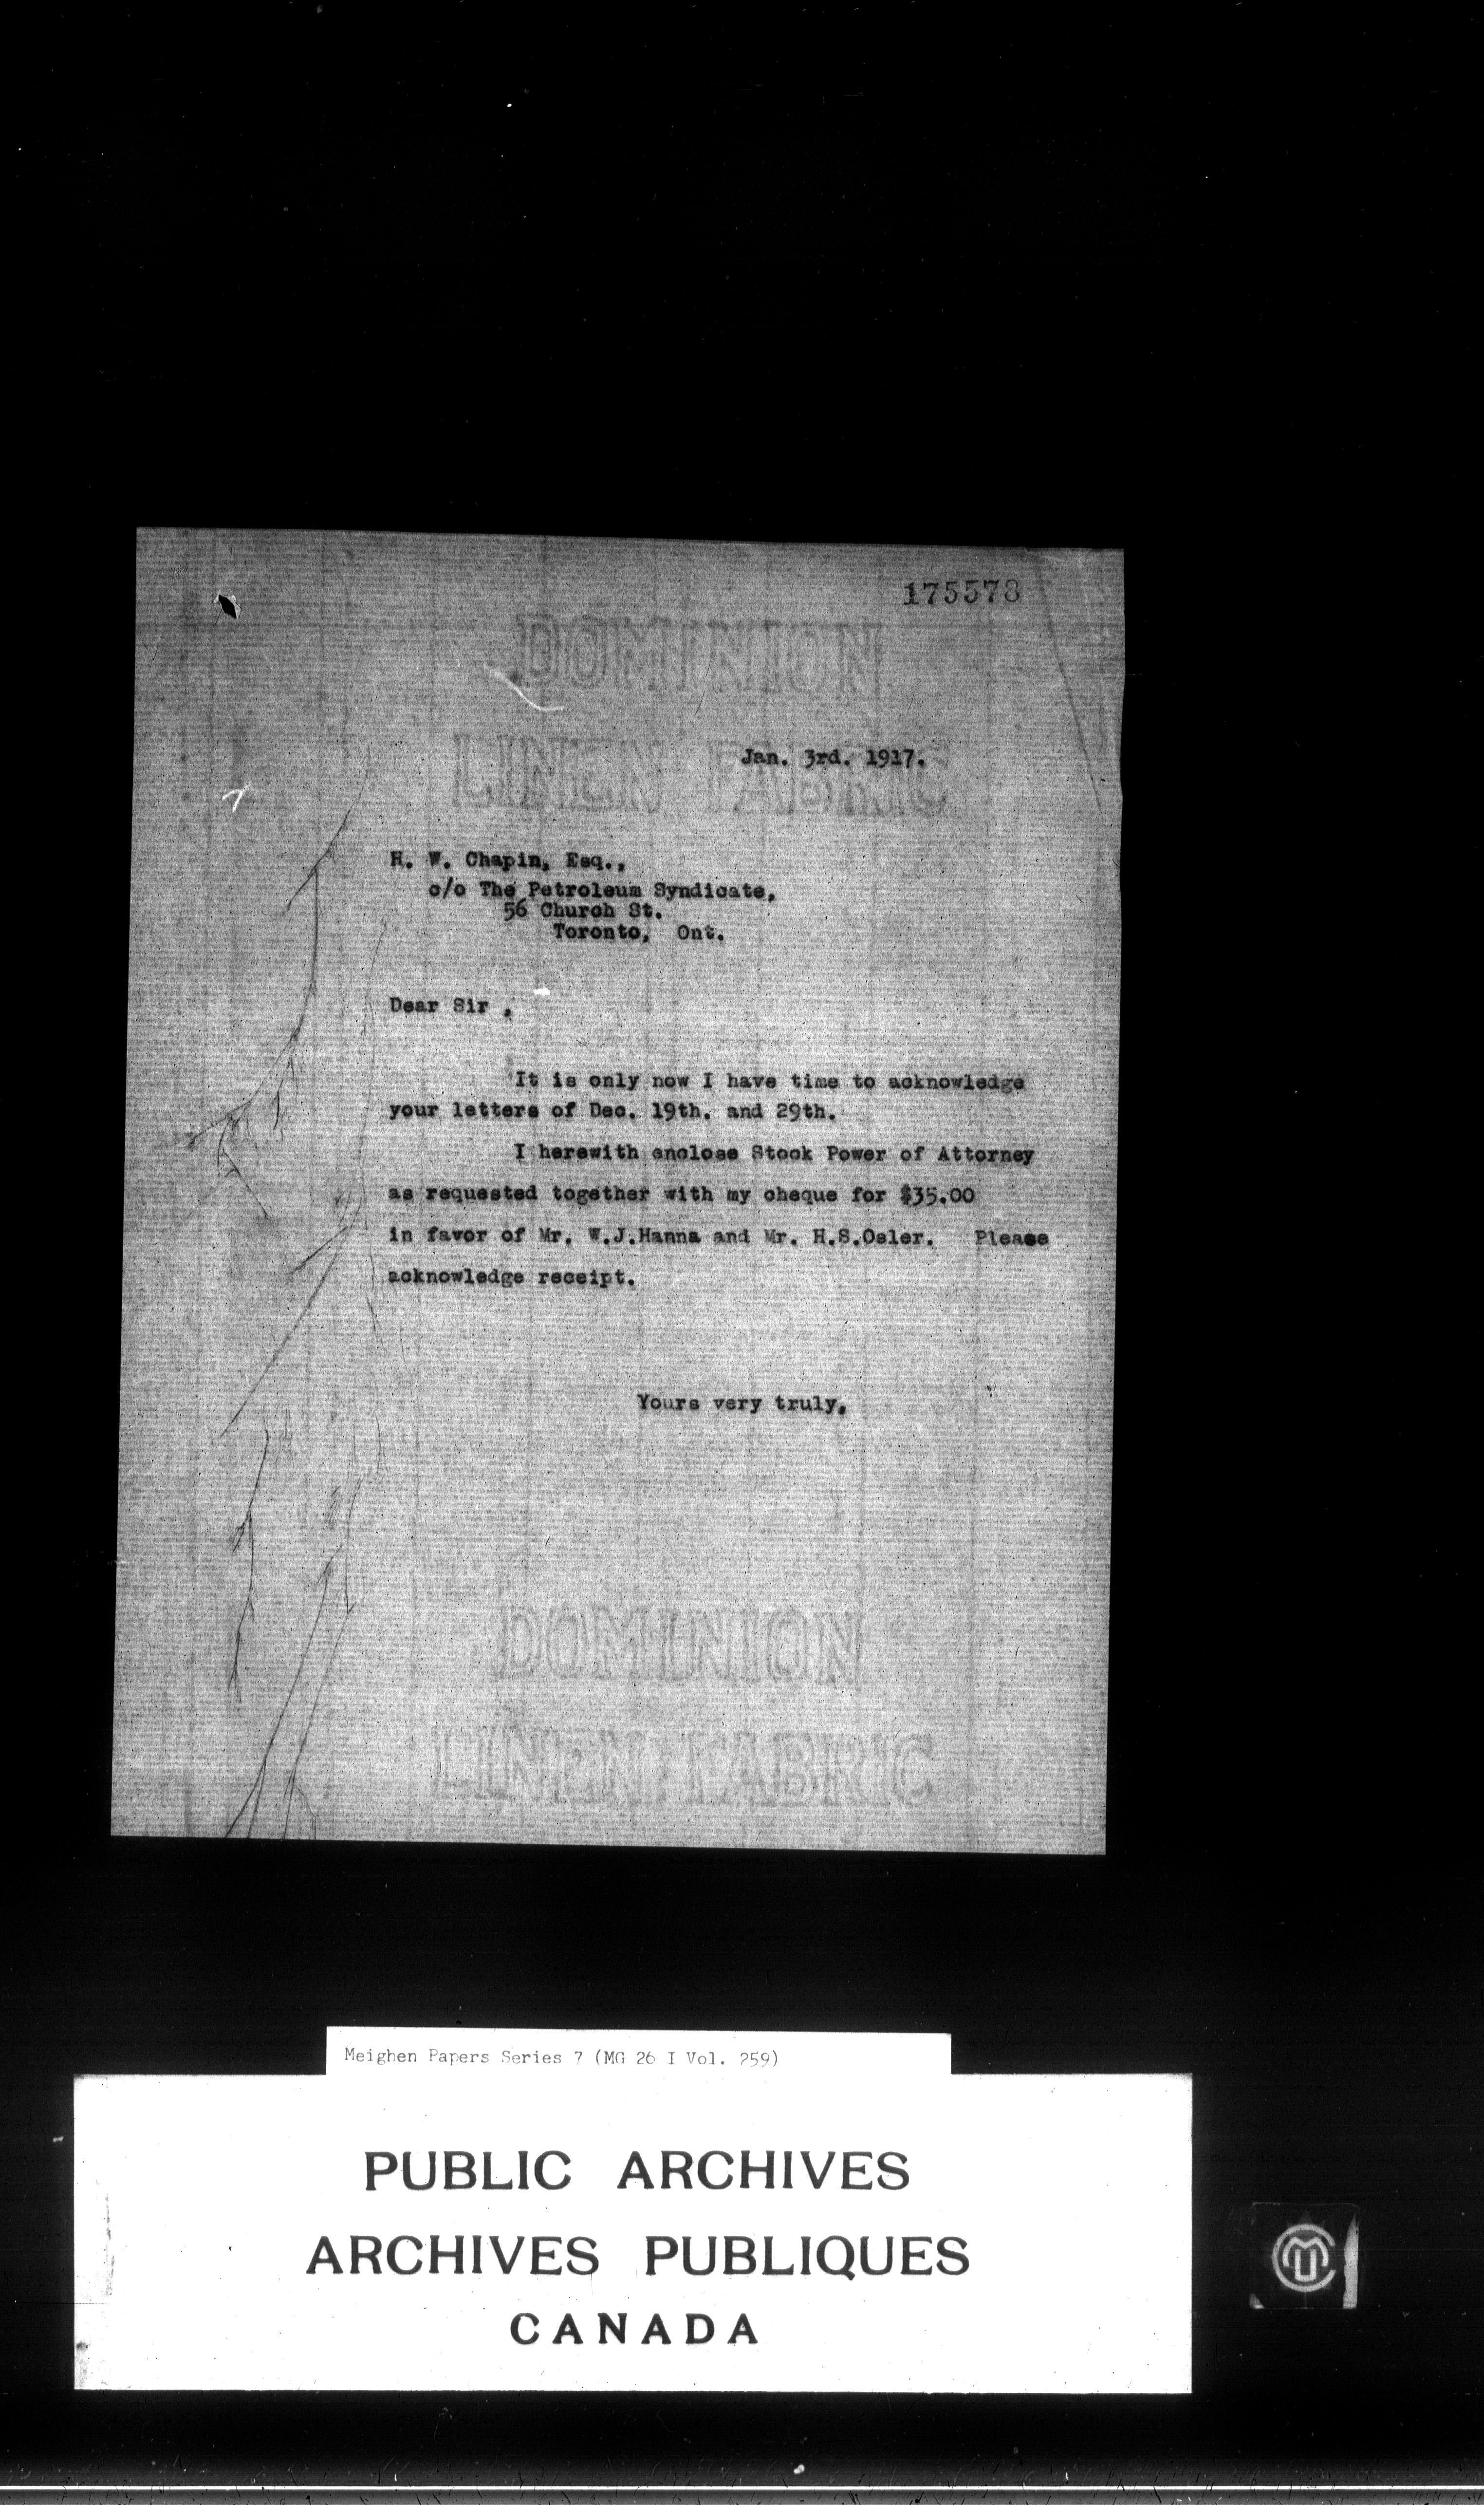 175578
DOMINION
LINEN FABRIC
Jan. 3rd. 1917.
H. W. Chapin, Esq.,
c/o The Petroleum Syndicate,
56 Church St.
Toronto, Ont.
Dear Sir ,
It is only now I have time to acknowledge
your letters of Dec. 19th. and 29th.
I herewith enclose Stock Power of Attorney
as requested together with my cheque for $35.00
in favor of Mr. W.J.Hanna and Mr. H.S.Osler. Please
acknowledge receipt.
Yours very truly,
DOMINION
LINEN FABRIC
Meighen Papers Series 7 (MG 26 I Vol. 259)
PUBLIC ARCHIVES
ARCHIVES PUBLIQUES
CANADA